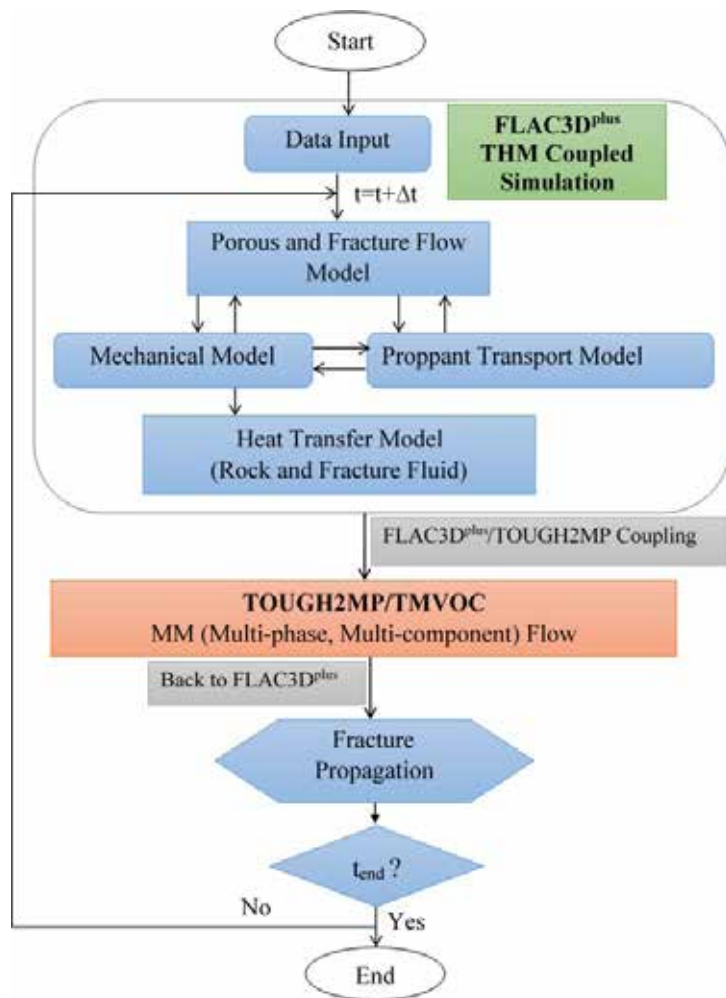 Start
Data Input
FLAC3Dplus
THM Coupled
Simulation
t=t+Δt
Porous and Fracture Flow
Model
Mechanical Model
Proppant Transport Model
Heat Transfer Model
(Rock and Fracture Fluid)
FLAC3Dplus/TOUGH2MP Coupling
TOUGH2MP/TMVOC
MM (Multi-phase, Multi-component) Flow
Back to FLAC3Dplus
Fracture
Propagation
tend ?
No
Yes
End